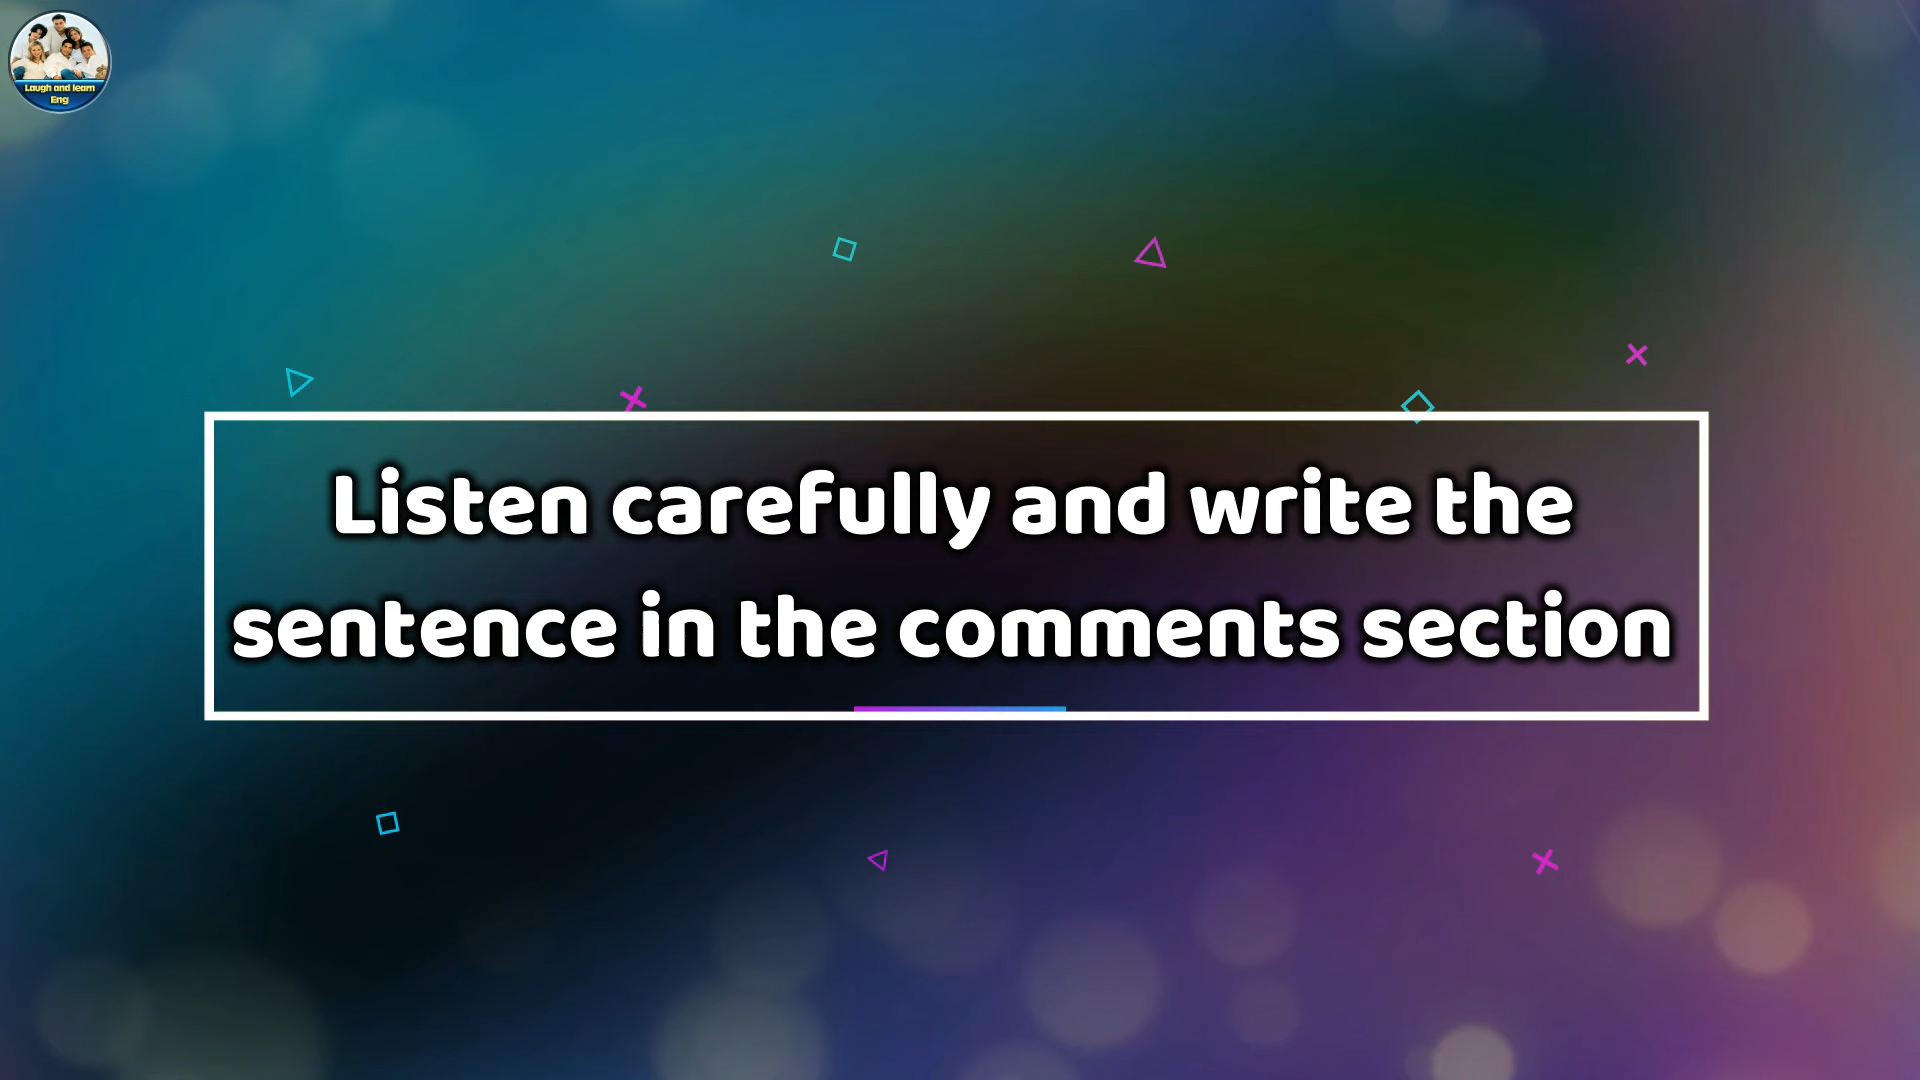 Laugh and learn
Eng
Listen carefully and write the
sentence in the comments section